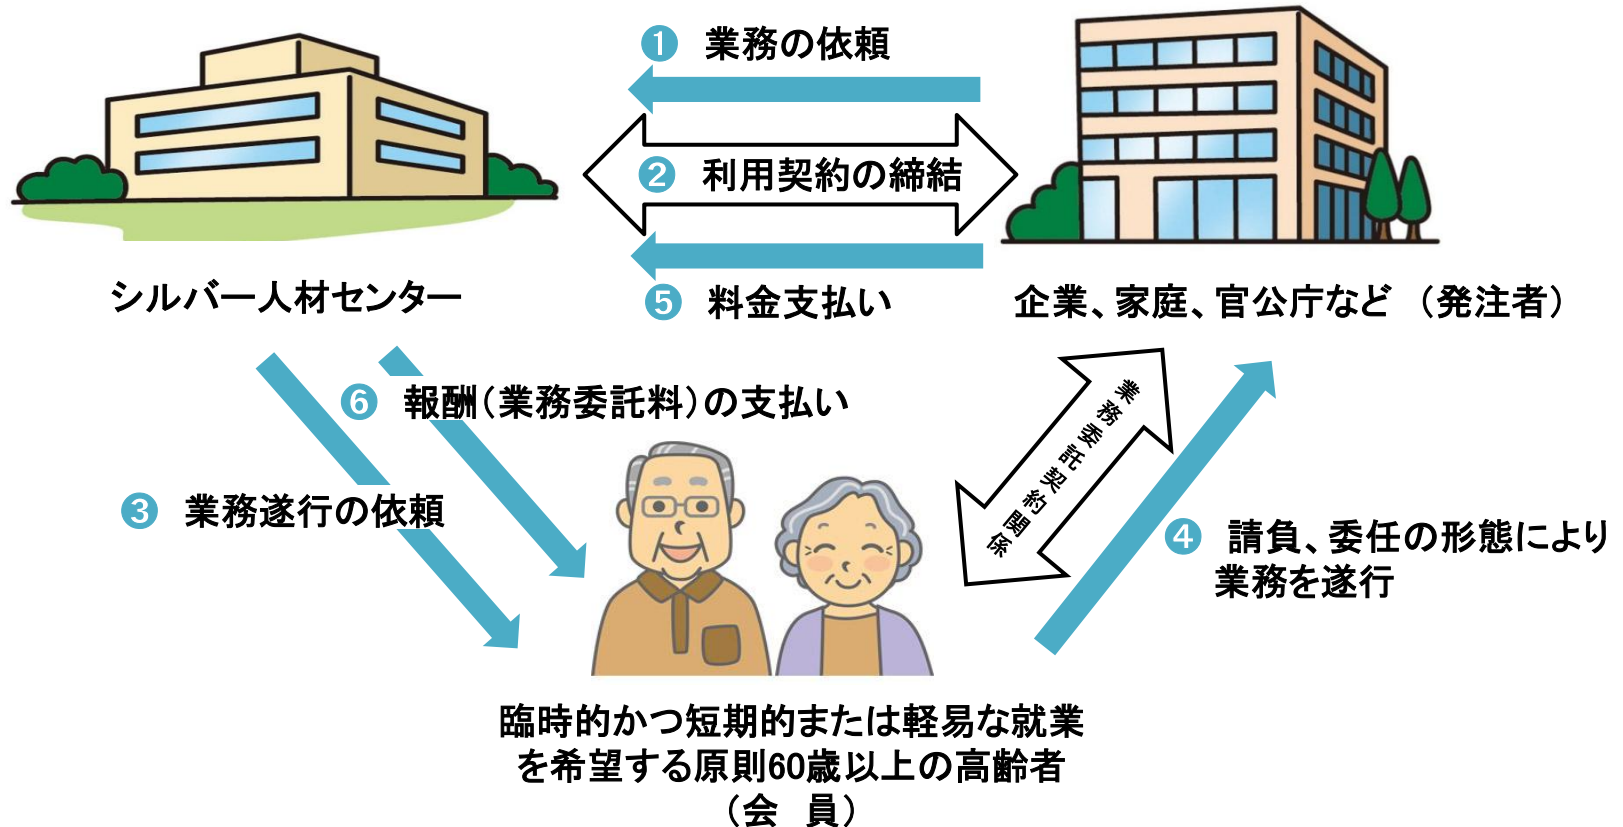 ❶ 業務の依頼
❷ 利用契約の締結
❺ 料金支払い
シルバー人材センター
企業、家庭、官公庁など （発注者）
❻ 報酬（業務委託料）の支払い
業務委託契約関係
❸ 業務遂行の依頼
❹ 請負、委任の形態により
業務を遂行
臨時的かつ短期的または軽易な就業
を希望する原則60歳以上の高齢者
（会　員）